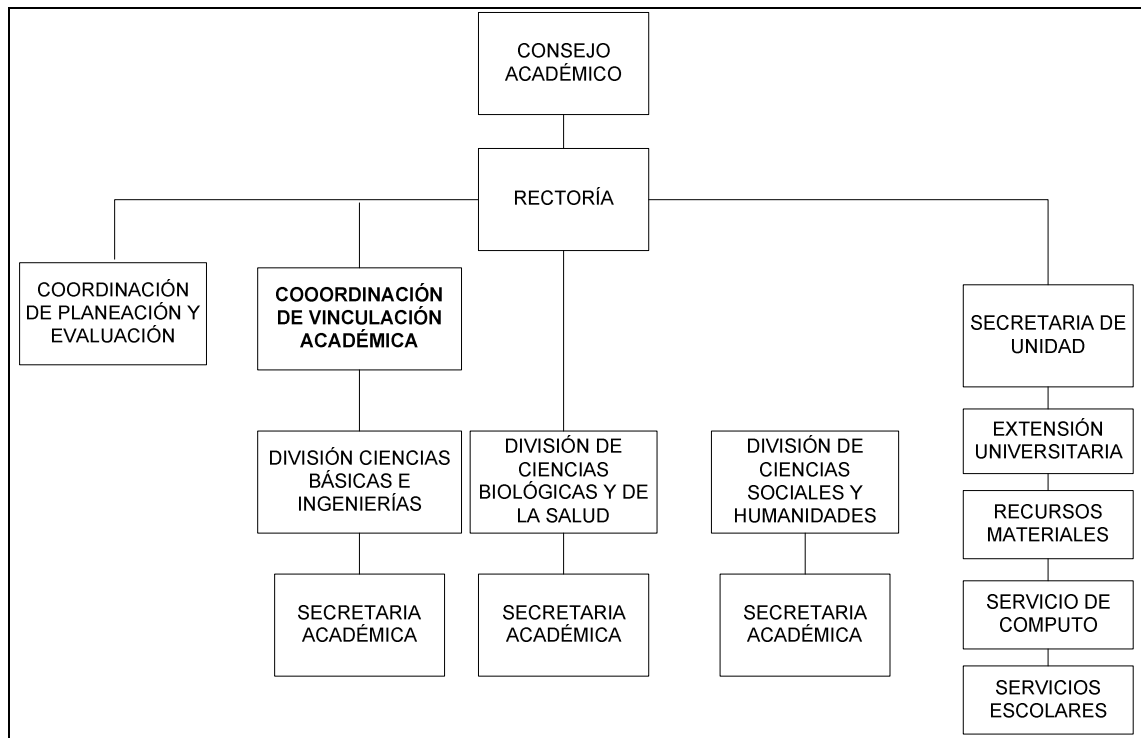 CONSEJO
ACADÉMICO
RECTORÍA
COORDINACIÓN
DE PLANEACIÓN Y
EVALUACIÓN
COOORDINACIÓN
DE VINCULACIÓN
ACADÉMICA
SECRETARIA DE
UNIDAD
DIVISIÓN CIENCIAS
BÁSICAS E
INGENIERÍAS
DIVISIÓN DE
CIENCIAS
BIOLÓGICAS Y DE
LA SALUD
DIVISIÓN DE
CIENCIAS
SOCIALES Y
HUMANIDADES
EXTENSIÓN
UNIVERSITARIA
RECURSOS
MATERIALES
SECRETARIA
ACADÉMICA
SECRETARIA
ACADÉMICA
SECRETARIA
ACADÉMICA
SERVICIO DE
COMPUTO
SERVICIOS
ESCOLARES